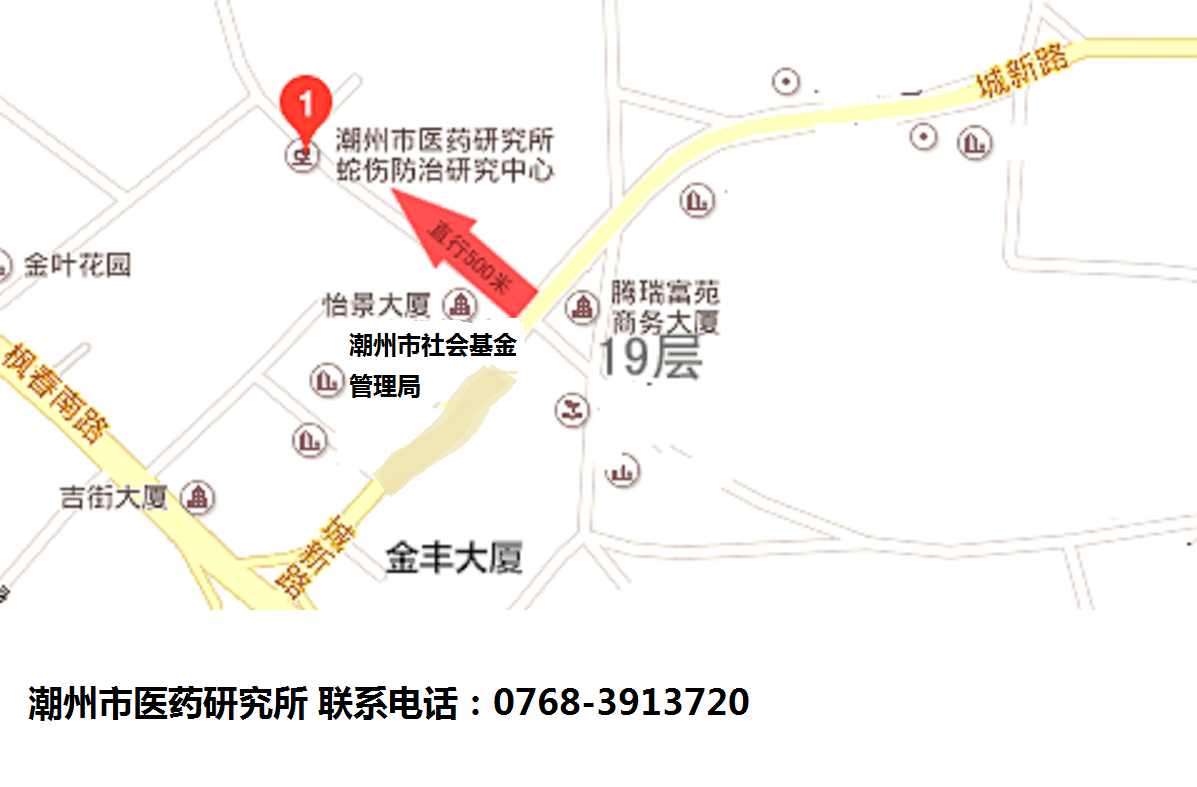 城新路
1
潮州市医药研究所
蛇伤防治研究中心
直行500米
金叶花园
怡景大厦
腾瑞富苑
商务大厦
19层
潮州市社会基金
管理局
枫春南路
吉街大厦
城新路
金丰大厦
潮州市医药研究所 联系电话：0768-3913720